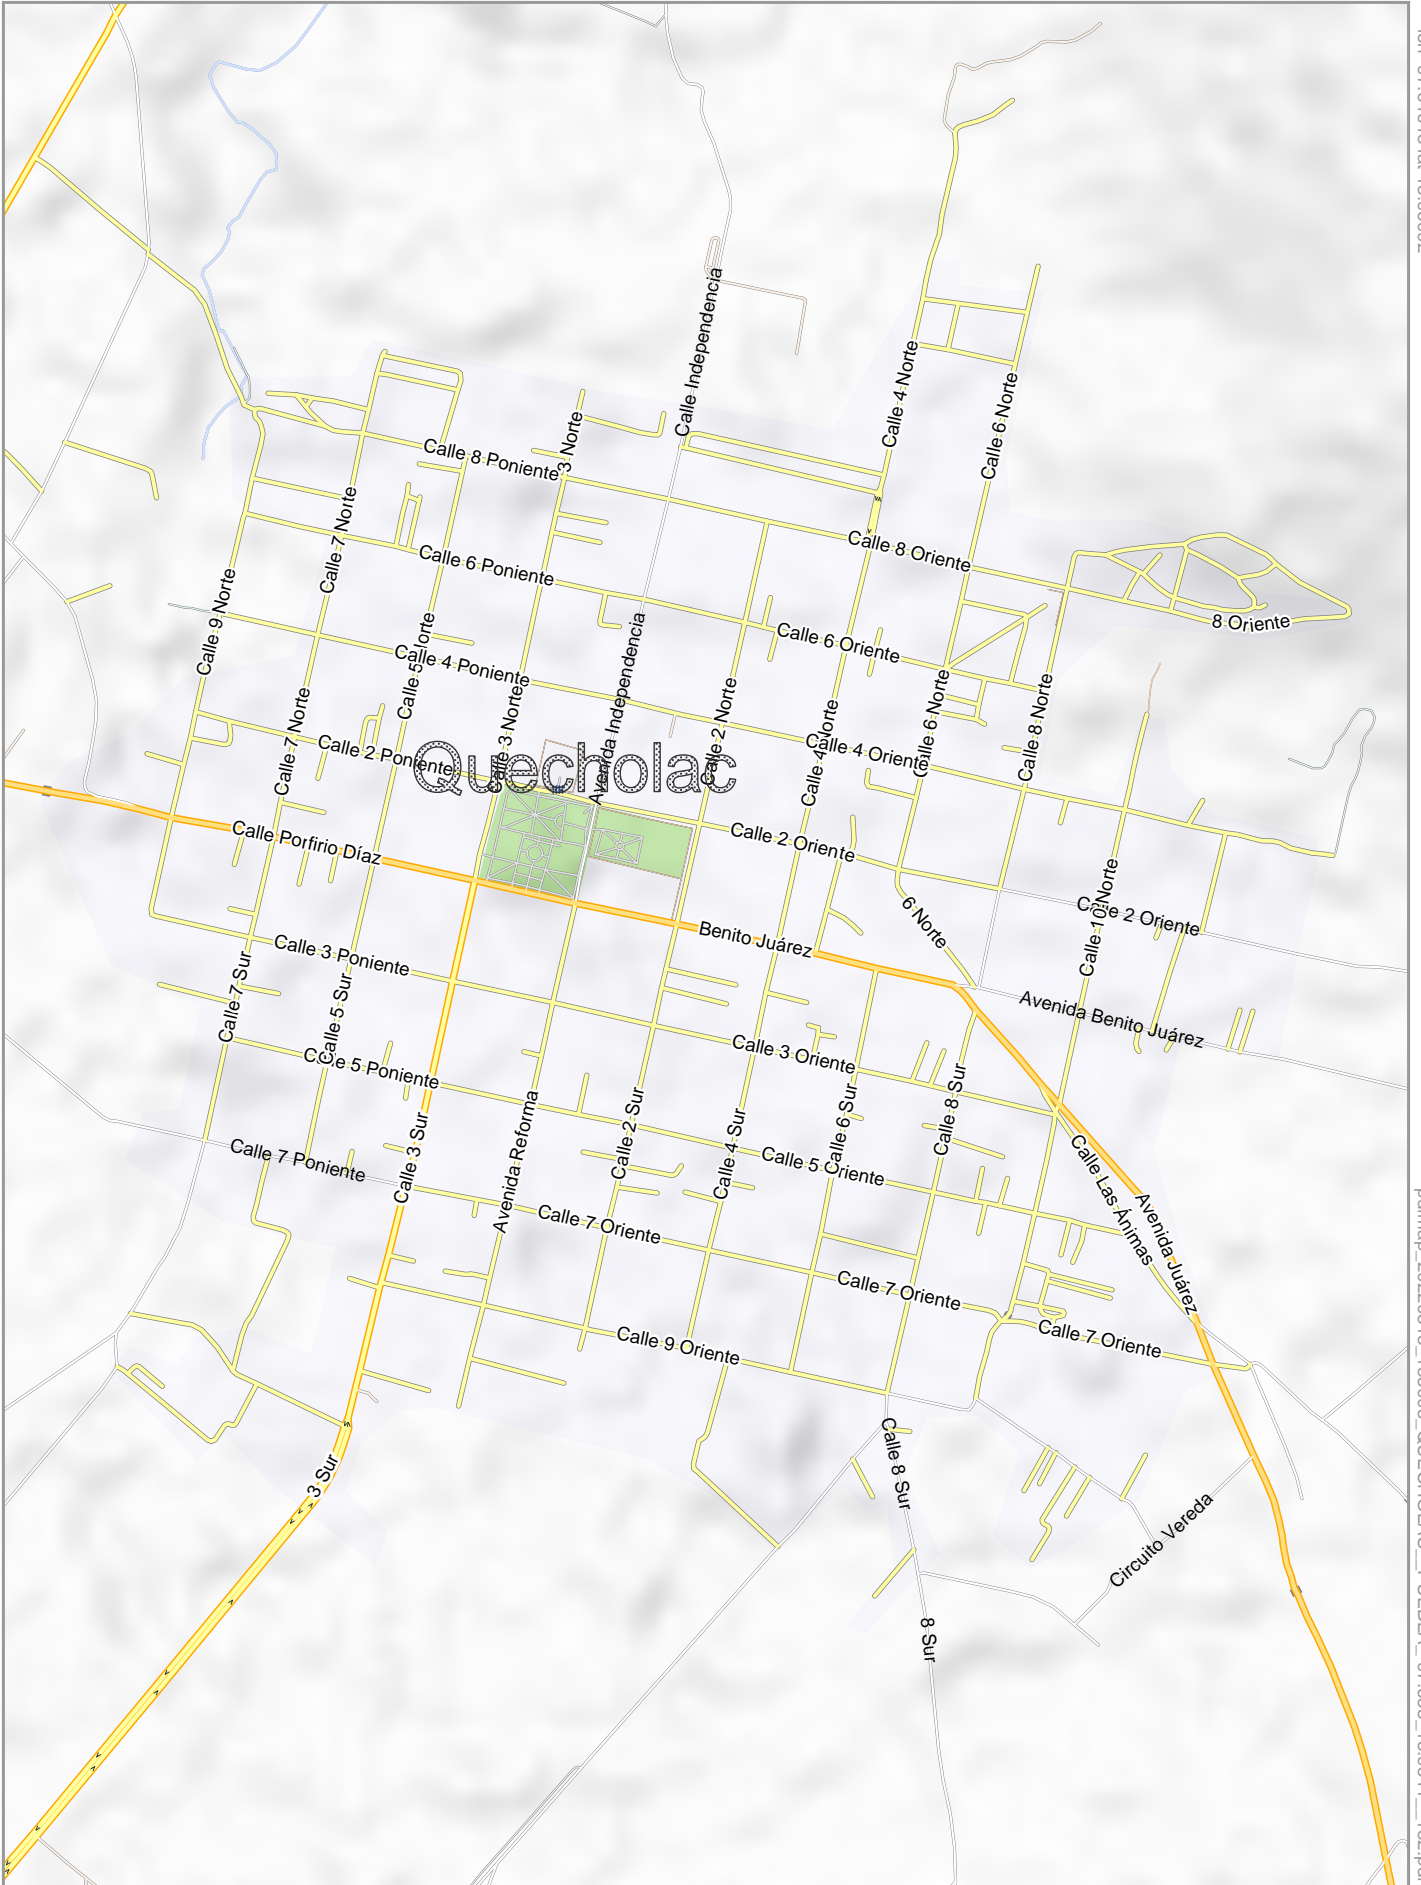 Calle Independencia
Calle 4 Norte
Calle 6 Norte
3 Norte
Calle 8 Poniente
Calle 7 Norte
Calle 8 Oriente
Calle 6 Poniente
Calle 9 Norte
8 Oriente
Calle 6 Oriente
Calle 5 Norte
Calle 4 Poniente
Avenida Independencia
Calle 3 Norte
Calle 2 Norte
Calle 6 Norte
Calle 8 Norte
Calle 7 Norte
Calle 4 Norte
Calle 4 Oriente
Calle 2 Poniente
Quecholac
Calle Porfirio Díaz
Calle 2 Oriente
Calle 10 Norte
Calle 2 Oriente
6 Norte
Benito Juárez
Calle 3 Poniente
Calle 7 Sur
Calle 5 Sur
Avenida Benito Juárez
Calle 3 Oriente
Calle 5 Poniente
Calle 8 Sur
Calle 6 Sur
Avenida Reforma
Calle 2 Sur
Calle 4 Sur
Calle 3 Sur
Calle 7 Poniente
Calle 5 Oriente
Calle Las Ánimas
Avenida Juárez
Calle 7 Oriente
Calle 7 Oriente
Calle 7 Oriente
Calle 9 Oriente
Calle 8 Sur
3 Sur
Circuito Vereda
8 Sur